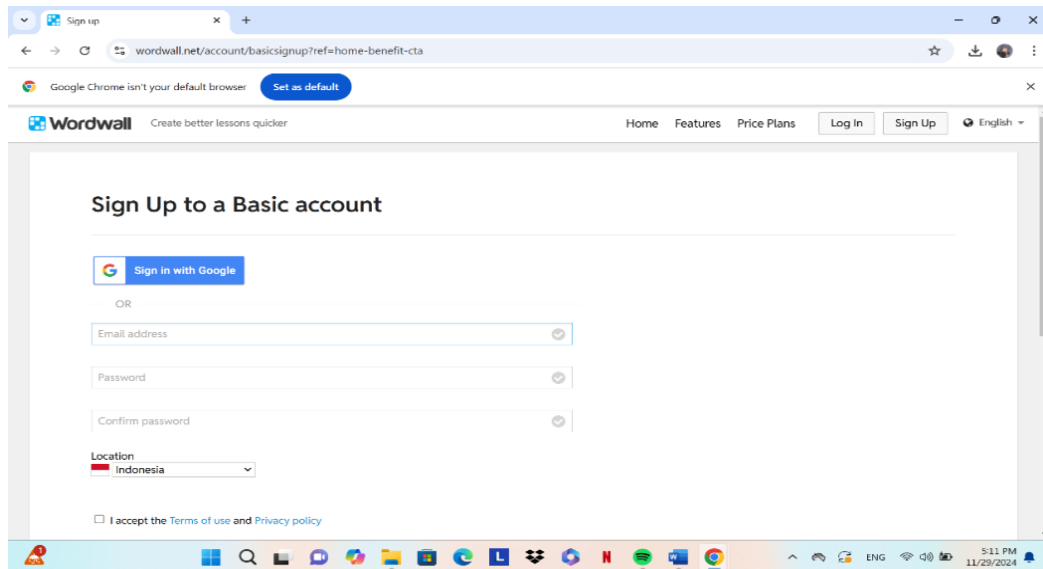 Sign up
wordwall.net/account/basicsignup?ref=home-benefit-cta
Google Chrome isn't your default browser Set as default
Wordwall Create better lessons quicker Home Features Price Plans Log In Sign Up English
Sign Up to a Basic account
Sign in with Google
OR
Email address
Password
Confirm password
Location
Indonesia
I accept the Terms of use and Privacy policy
1 L N W ENG 5:11 PM
11/29/2024